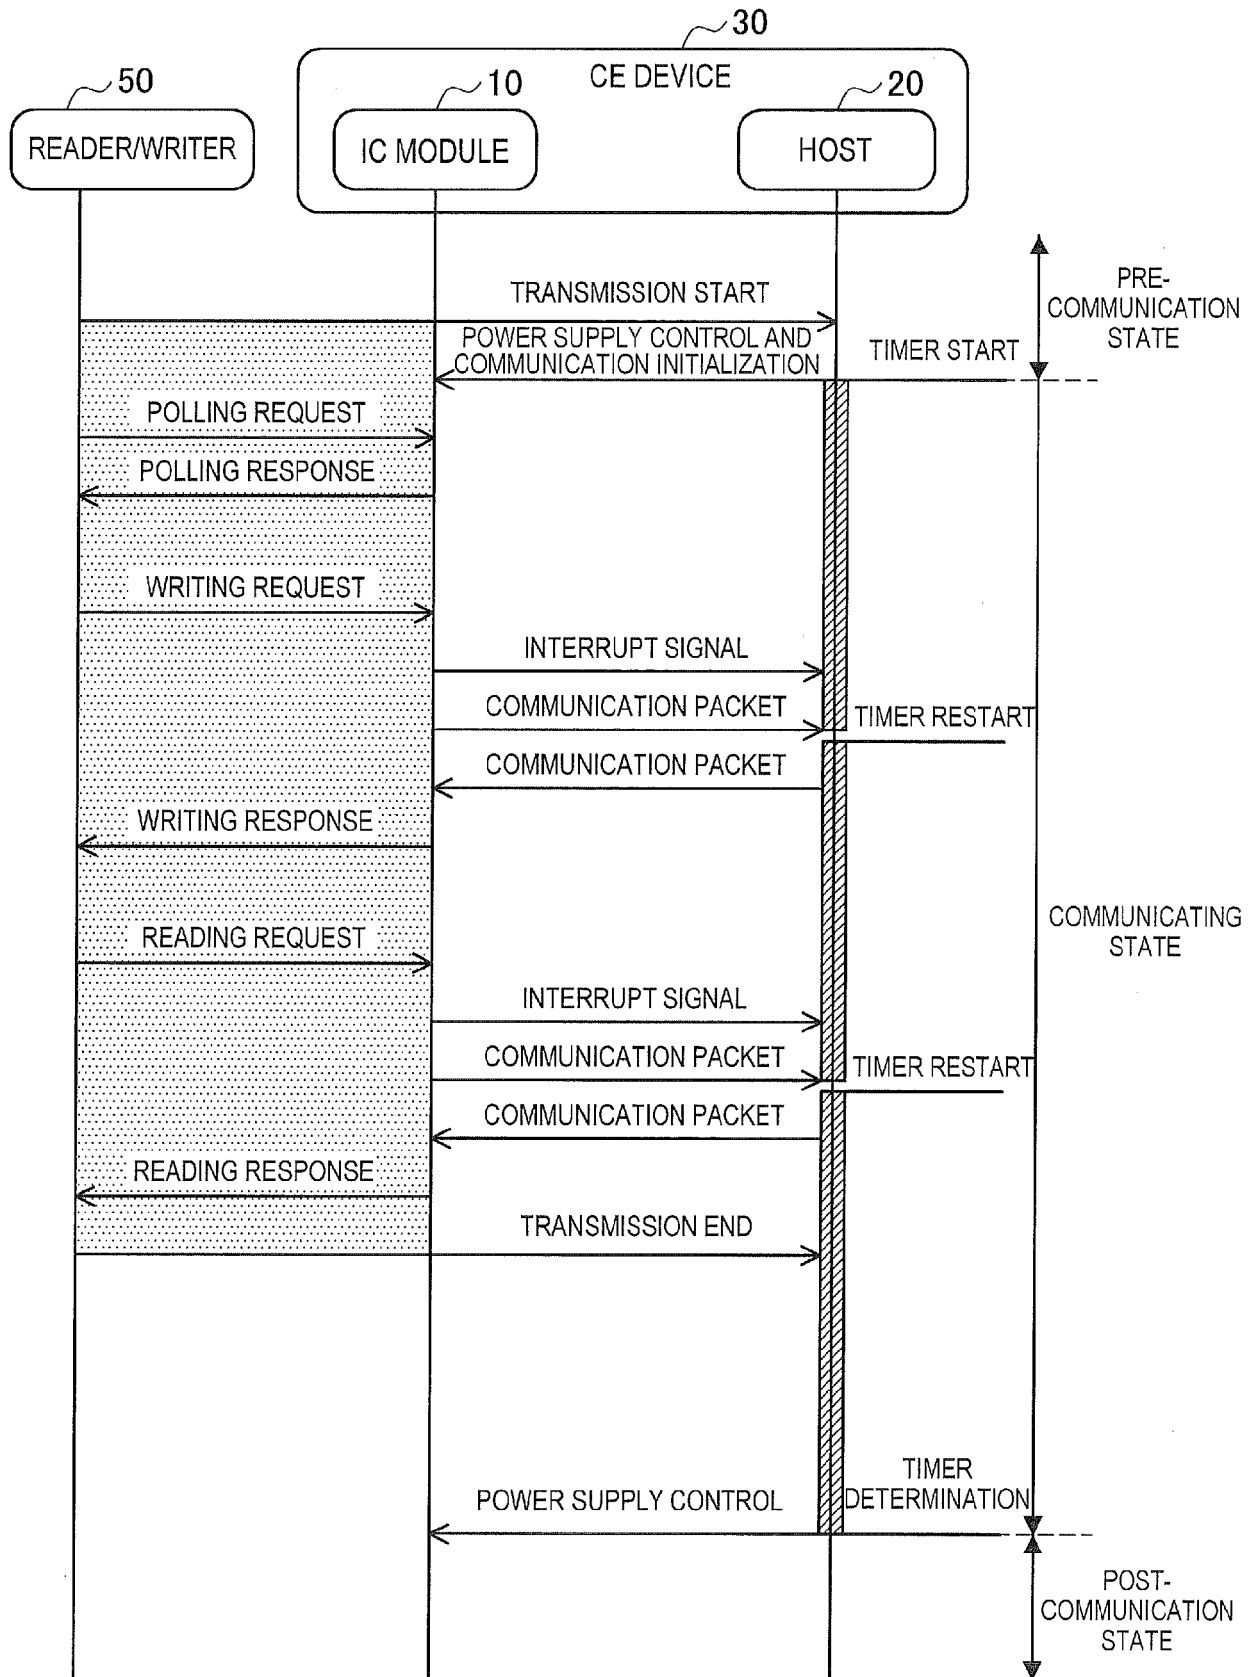 30
CE DEVICE
50
10
20
READER/WRITER
IC MODULE
HOST
PRE-
COMMUNICATION
STATE
TRANSMISSION START
POWER SUPPLY CONTROL AND
COMMUNICATION INITIALIZATION
TIMER START
POLLING REQUEST
POLLING RESPONSE
WRITING REQUEST
INTERRUPT SIGNAL
COMMUNICATION PACKET
TIMER RESTART
COMMUNICATION PACKET
WRITING RESPONSE
COMMUNICATING
STATE
READING REQUEST
INTERRUPT SIGNAL
COMMUNICATION PACKET
TIMER RESTART
COMMUNICATION PACKET
READING RESPONSE
TRANSMISSION END
TIMER
DETERMINATION
POWER SUPPLY CONTROL
POST-
COMMUNICATION
STATE